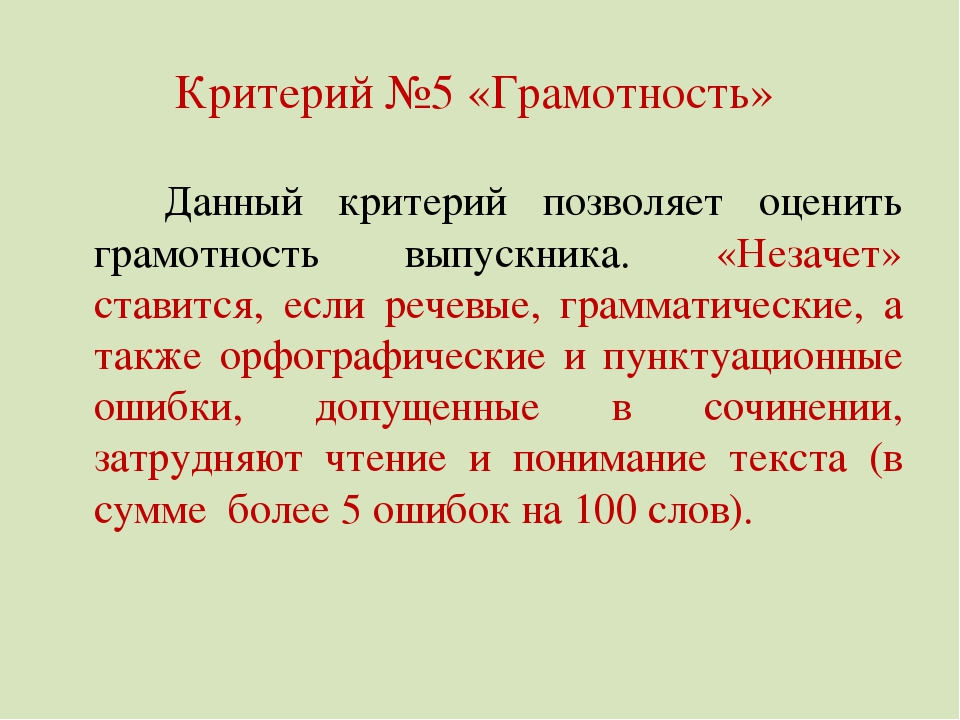 Критерий №5 «Грамотность»
Данный критерий позволяет оценить
грамотность выпускника. «Незачет»
ставится, если речевые, грамматические, а
также орфографические и пунктуационные
ошибки, допущенные в сочинении,
затрудняют чтение и понимание текста (в
сумме более 5 ошибок на 100 слов).